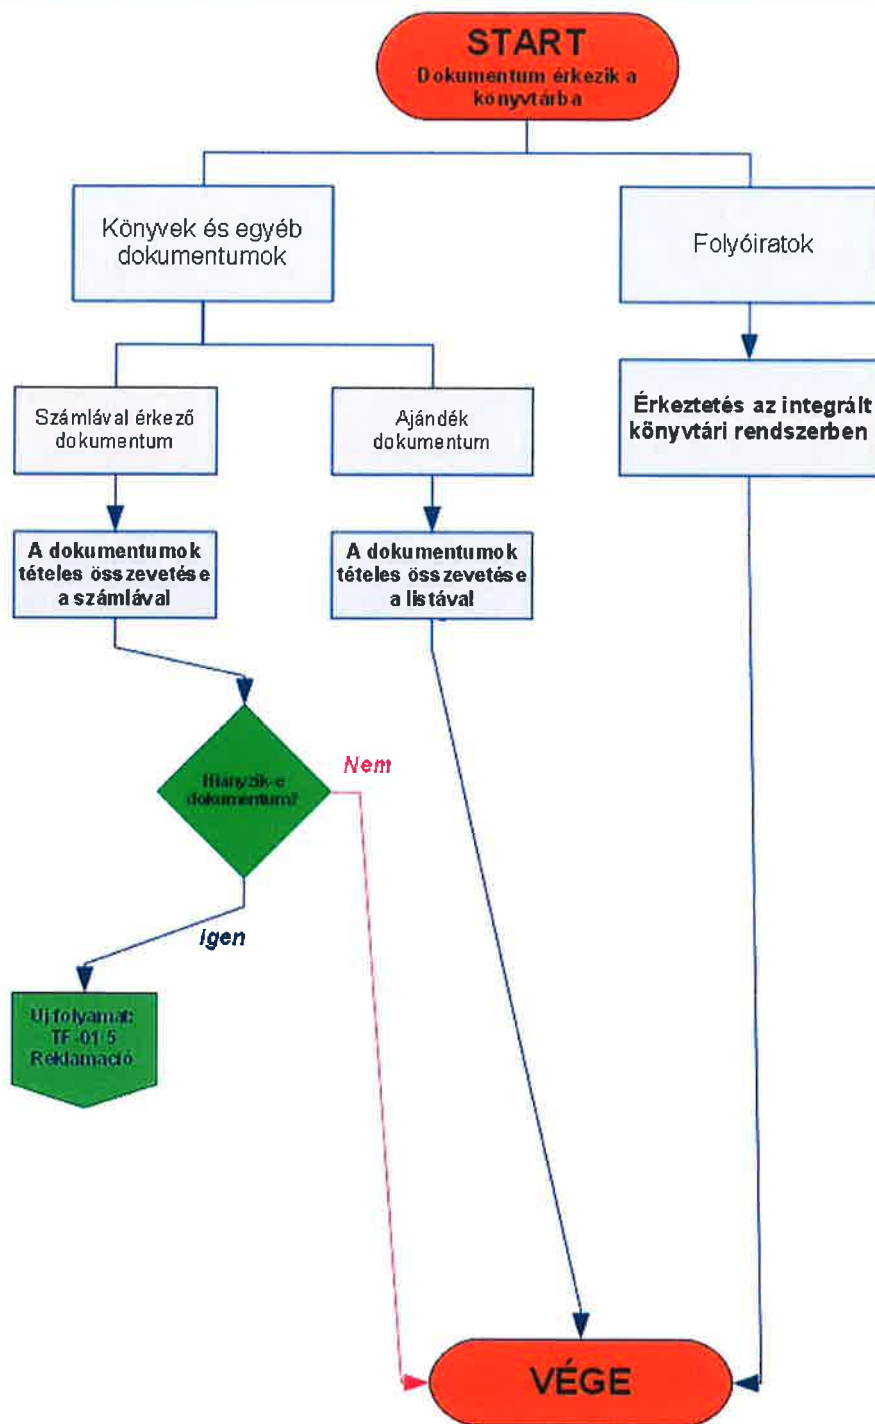 START
Dokumentum érkezik a
könyvtárba
Könyvek és egyéb
dokumentumok
Folyóiratok
Számlával érkező
dokumentum
Ajándék
dokumentum
Érkeztetés az integrált
könyvtári rendszerben
A dokumentumok
tételes összevetése
a számlával
A dokumentumok
tételes összevetése
a listával
Hiányzik-e
dokumentum?
Nem
Igen
Új folyamat:
TF-01/5
Reklamació
VÉGE